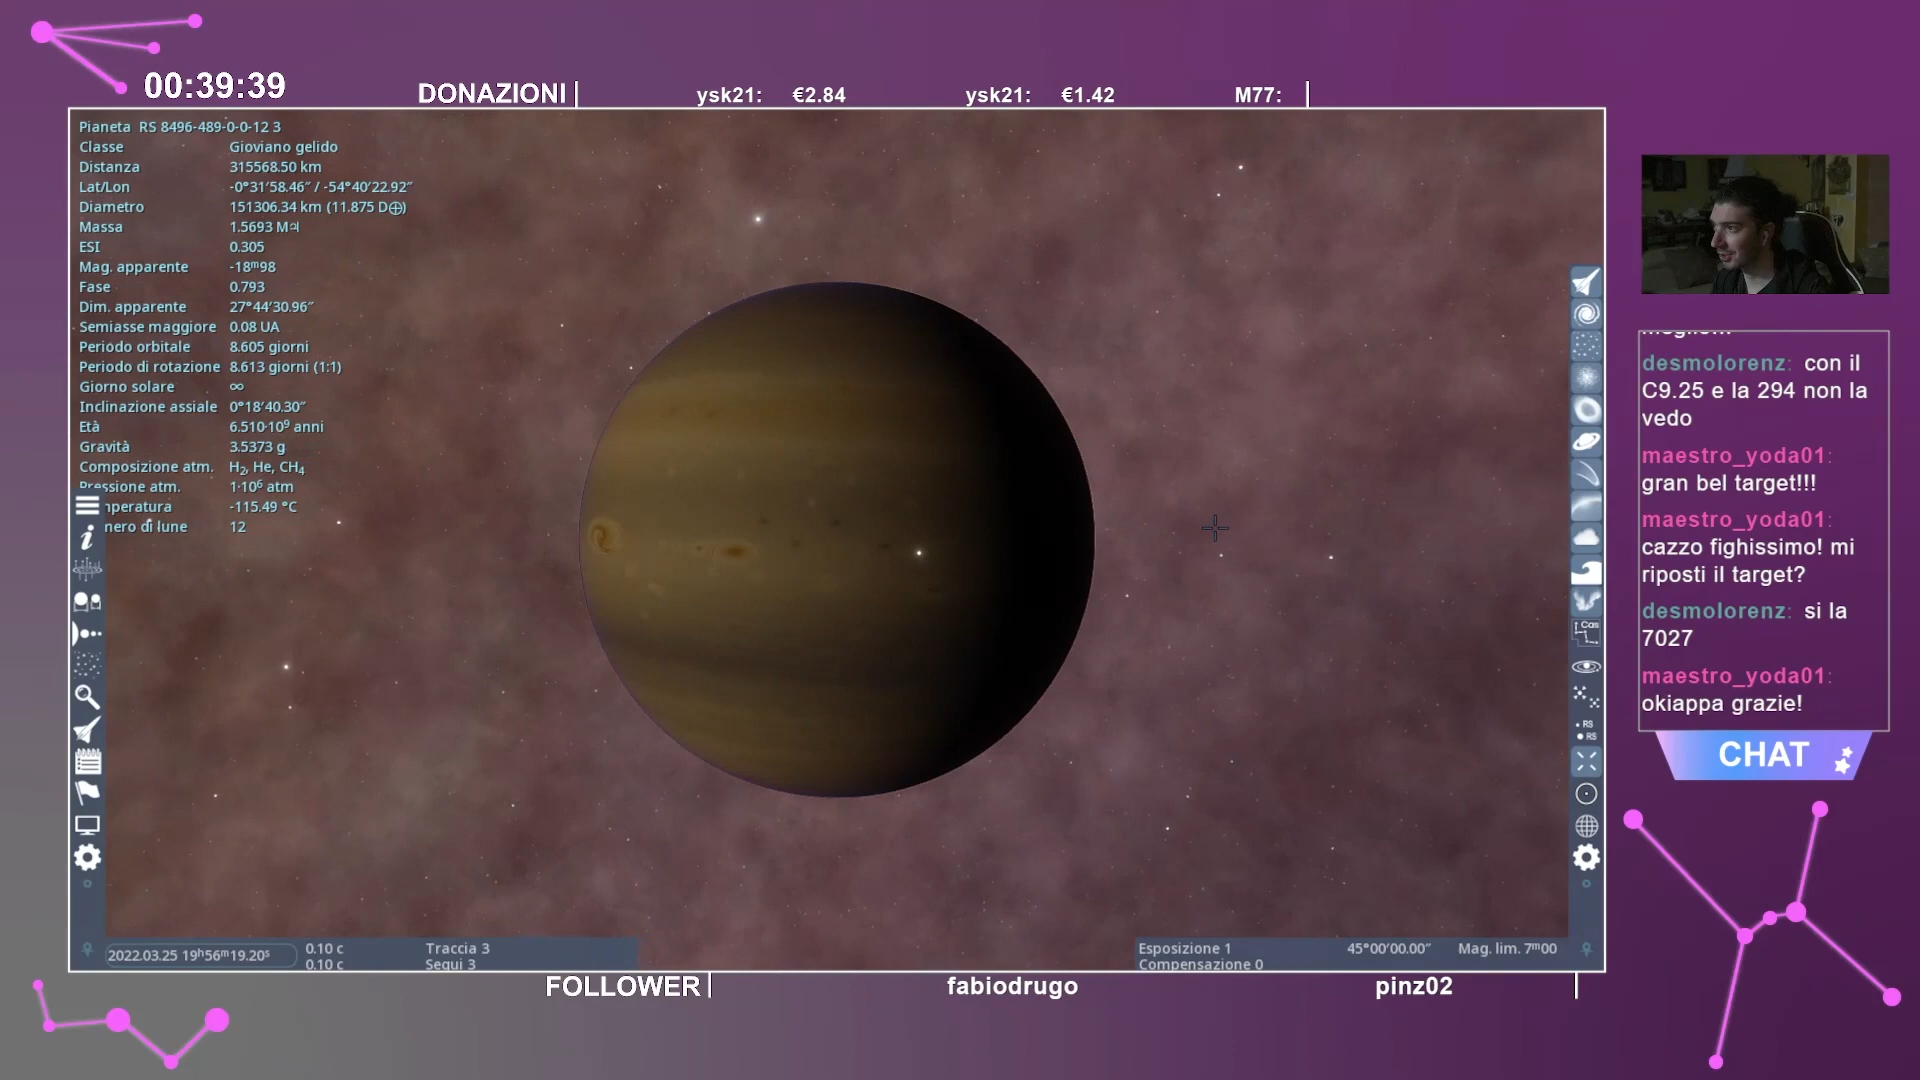 00:39:39
DONAZIONI
ysk21: €2.84
ysk21: €1.42
M77:
Pianeta RS 8496-489-0-0-12 3
Classe Gioviano gelido
Distanza 315568.50 km
Lat/Lon -0°31′58.46″ / -54°40′22.92″
Diametro 151306.34 km (11.875 D⊕)
Massa 1.5693 M♃
ESI 0.305
Mag. apparente -18ᵐ98
Fase 0.793
Dim. apparente 27°44′30.96″
Semiasse maggiore 0.08 UA
Periodo orbitale 8.605 giorni
Periodo di rotazione 8.613 giorni (1:1)
Giorno solare ∞
Inclinazione assiale 0°18′40.30″
Età 6.510·10⁹ anni
Gravità 3.5373 g
Composizione atm. H₂, He, CH₄
Pressione atm. 1·10⁶ atm
mperatura -115.49 °C
mero di lune 12
Cas
RS
RS
2022.03.25 19ʰ56ᵐ19.20ˢ
0.10 c
0.10 c
Traccia 3
Segui 3
Esposizione 1
Compensazione 0
45°00′00.00″
Mag. lim. 7ᵐ00
desmolorenz: con il
C9.25 e la 294 non la
vedo
maestro_yoda01:
gran bel target!!!
maestro_yoda01:
cazzo fighissimo! mi
riposti il target?
desmolorenz: si la
7027
maestro_yoda01:
okiappa grazie!
CHAT
FOLLOWER
fabiodrugo
pinz02